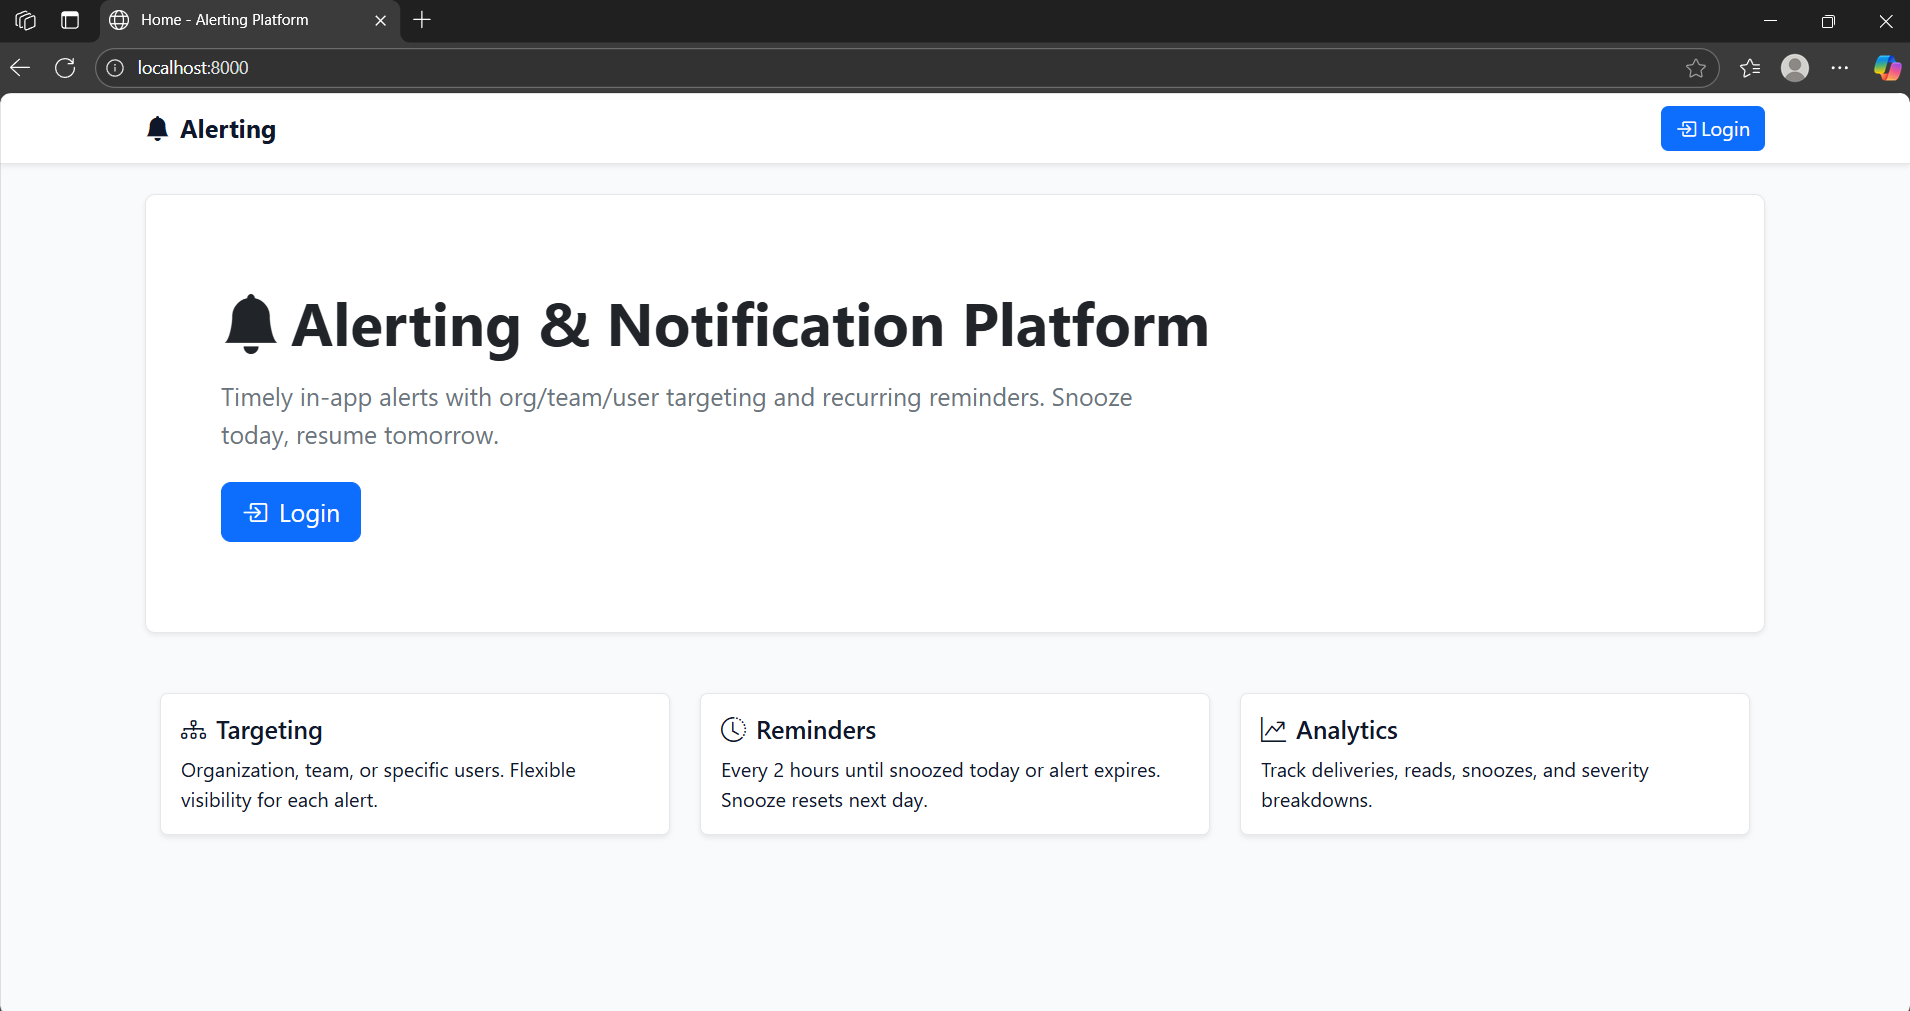 Home - Alerting Platform
localhost:8000
Alerting
Login
Alerting & Notification Platform
Timely in-app alerts with org/team/user targeting and recurring reminders. Snooze
today, resume tomorrow.
Login
Targeting
Organization, team, or specific users. Flexible
visibility for each alert.
Reminders
Every 2 hours until snoozed today or alert expires.
Snooze resets next day.
Analytics
Track deliveries, reads, snoozes, and severity
breakdowns.